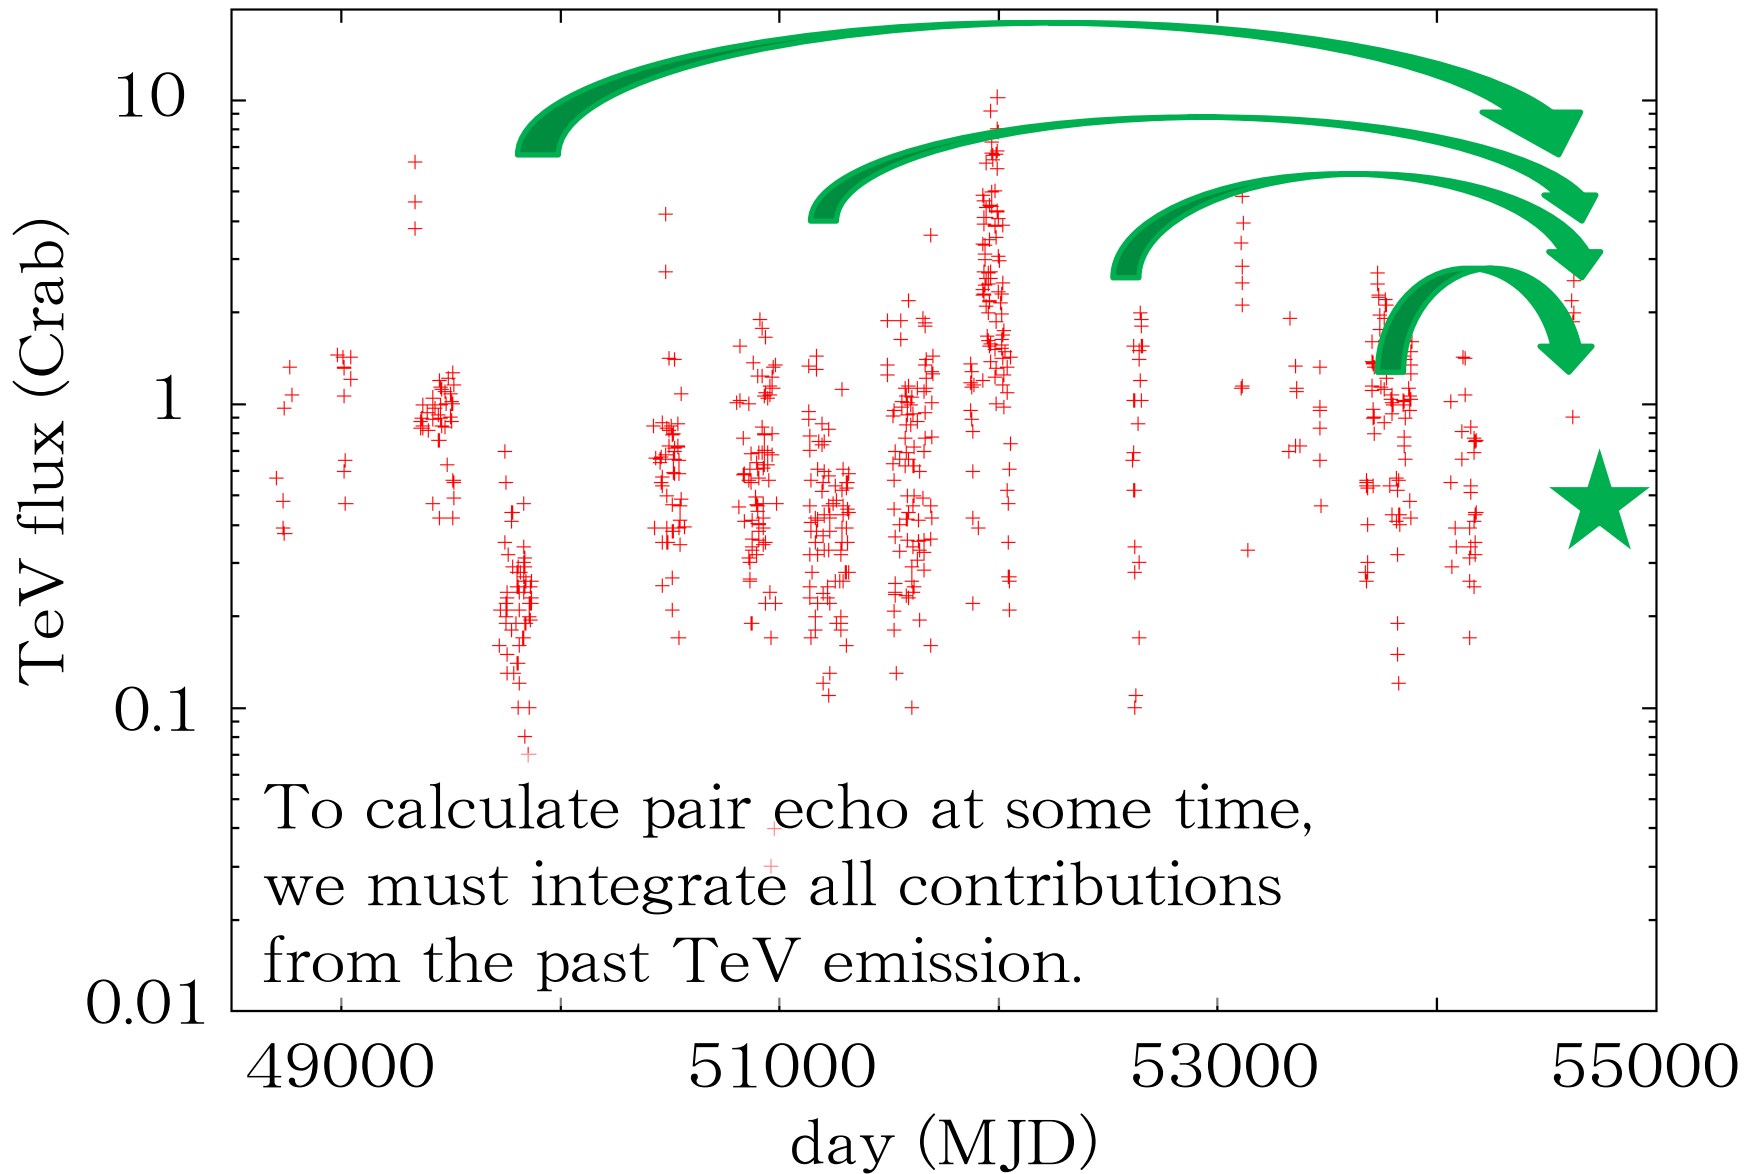 10
1
0.1
0.01
TeV flux (Crab)
To calculate pair echo at some time,
we must integrate all contributions
from the past TeV emission.
49000 51000 53000 55000
day (MJD)